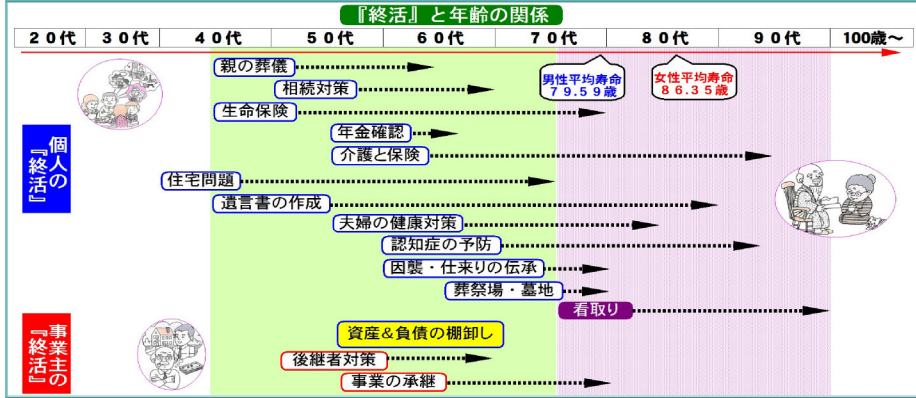 『終活』と年齢の関係
２０代 ３０代 ４０代 ５０代 ６０代 ７０代 ８０代 ９０代 100歳～
親の葬儀
男性平均寿命
７９.５９歳
女性平均寿命
８６.３５歳
相続対策
生命保険
年金確認
介護と保険
個人の
『終活』
住宅問題
遺言書の作成
夫婦の健康対策
認知症の予防
因襲・仕来りの伝承
葬祭場・墓地
看取り
事業主の
『終活』
資産&負債の棚卸し
後継者対策
事業の承継